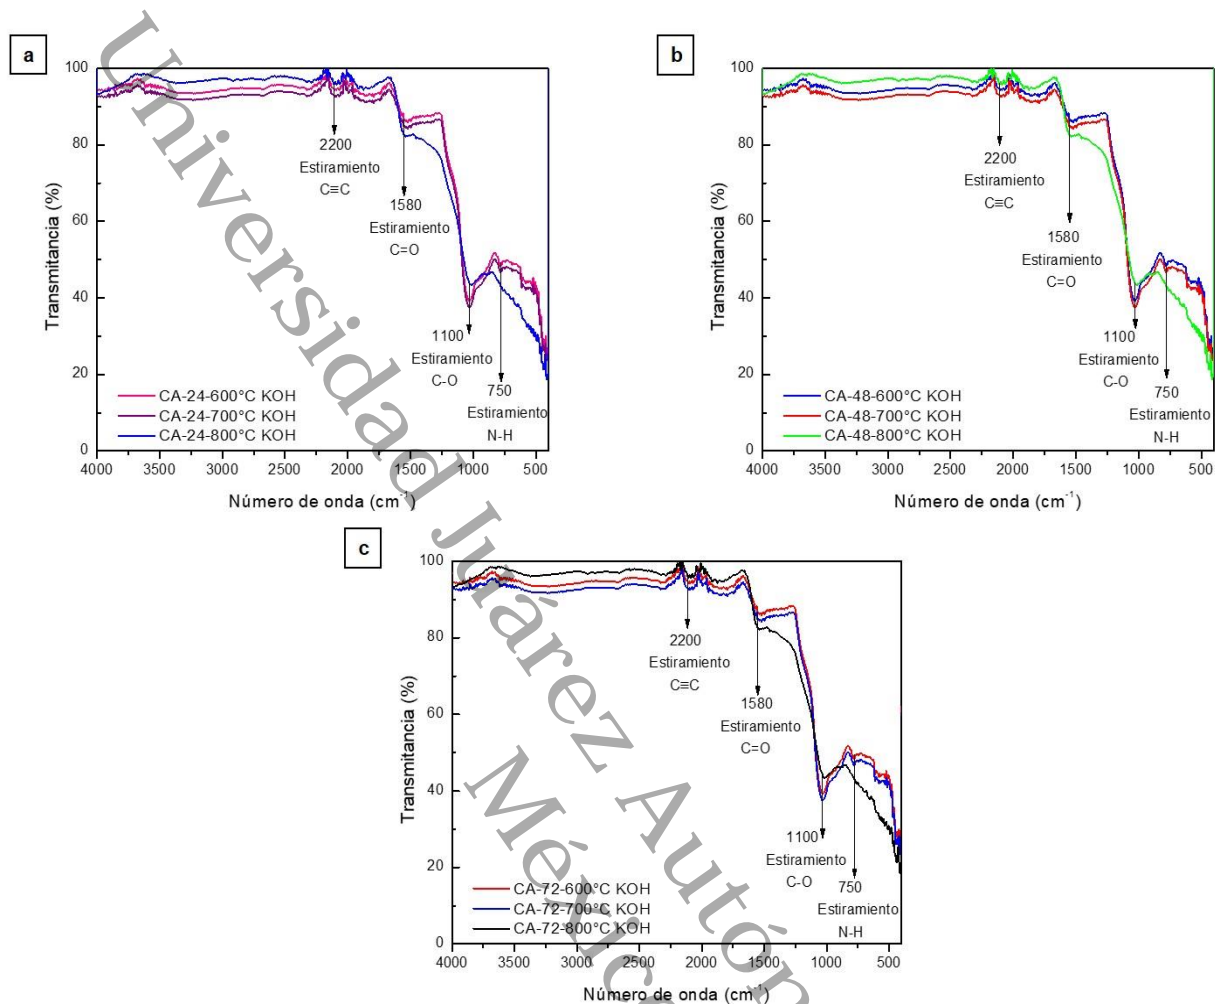 a
100
80
60
40
20
0
Transmitancia (%)
2200
Estiramiento
C≡C
1580
Estiramiento
C=O
1100
Estiramiento
C-O
750
Estiramiento
N-H
CA-24-600°C KOH
CA-24-700°C KOH
CA-24-800°C KOH
4000 3500 3000 2500 2000 1500 1000 500
Número de onda (cm-1)
b
100
80
60
40
20
0
Transmitancia (%)
2200
Estiramiento
C≡C
1580
Estiramiento
C=O
1100
Estiramiento
C-O
750
Estiramiento
N-H
CA-48-600°C KOH
CA-48-700°C KOH
CA-48-800°C KOH
4000 3500 3000 2500 2000 1500 1000 500
Número de onda (cm-1)
c
100
80
60
40
20
0
Transmitancia (%)
2200
Estiramiento
C≡C
1580
Estiramiento
C=O
1100
Estiramiento
C-O
750
Estiramiento
N-H
CA-72-600°C KOH
CA-72-700°C KOH
CA-72-800°C KOH
4000 3500 3000 2500 2000 1500 1000 500
Número de onda (cm-1)
Universidad Juárez Autón
México